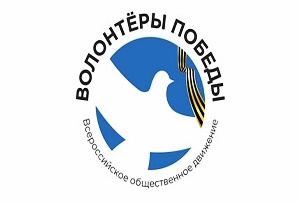 ВОЛОНТЁРЫ ПОБЕДЫ
Всероссийское общественное движение